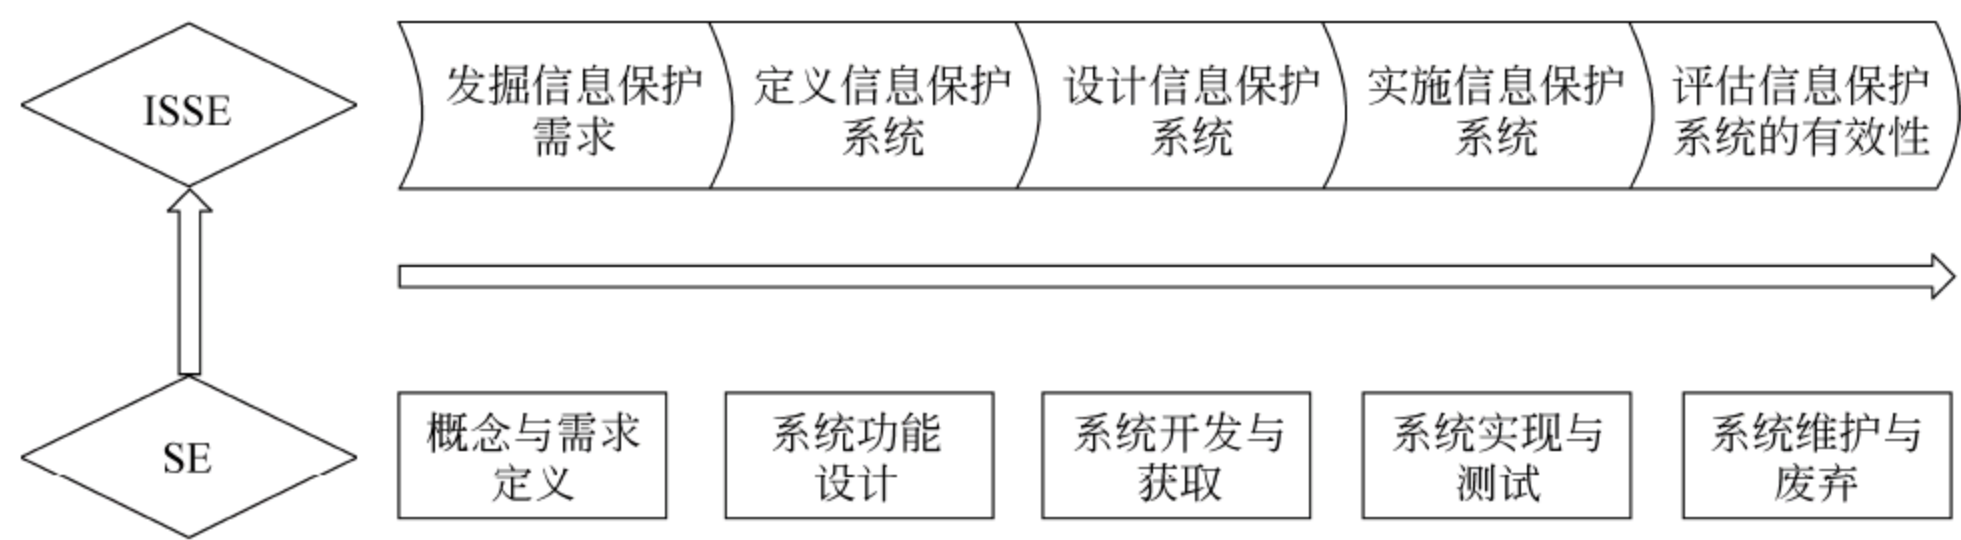 ISSE
发掘信息保护
需求
定义信息保护
系统
设计信息保护
系统
实施信息保护
系统
评估信息保护
系统的有效性
SE
概念与需求
定义
系统功能
设计
系统开发与
获取
系统实现与
测试
系统维护与
废弃